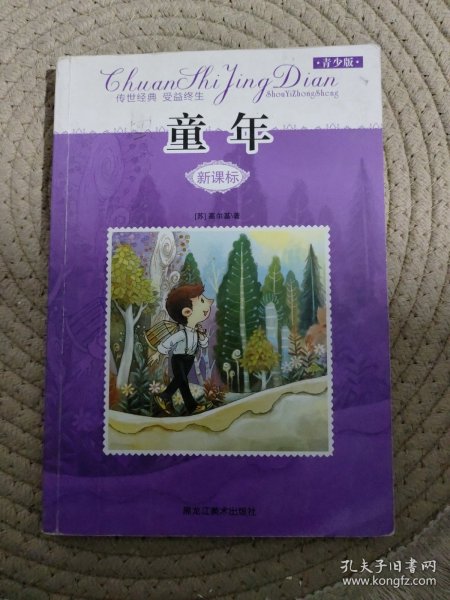 ·青少版·
ChuanShiJingDian
传世经典 受益终生
ShouYiZhongSheng
童年
新课标
[苏] 高尔基·著
黑龙江美术出版社
孔夫子旧书网
www.kongfz.com